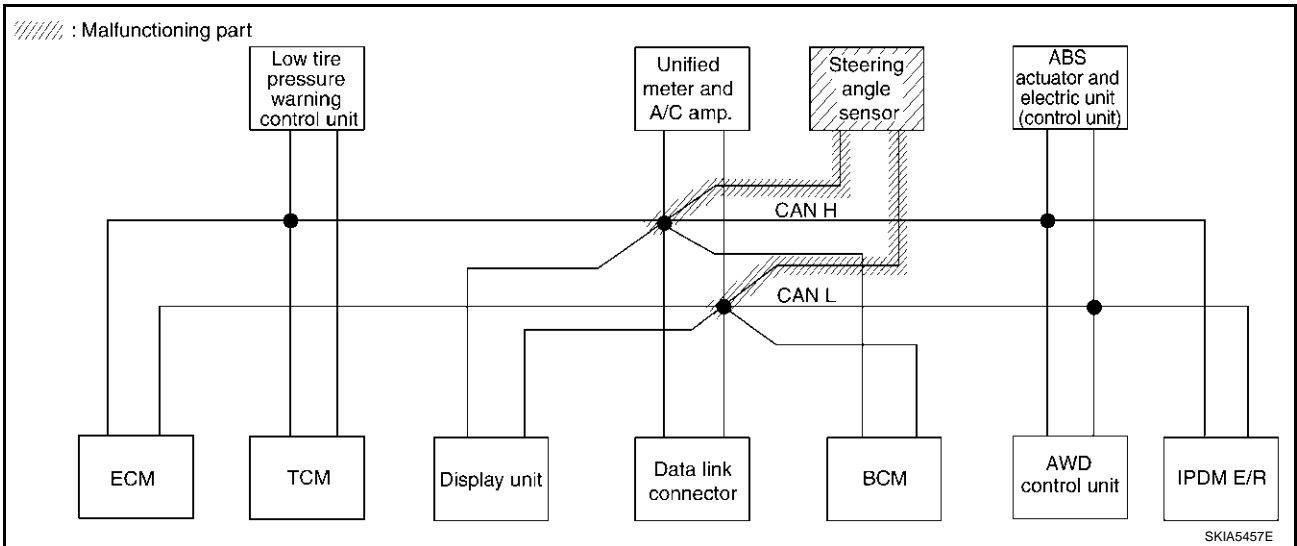 : Malfunctioning part
Low tire
pressure
warning
control unit
Unified
meter and
A/C amp.
Steering
angle
sensor
ABS
actuator and
electric unit
(control unit)
CAN H
CAN L
ECM
TCM
Display unit
Data link
connector
BCM
AWD
control unit
IPDM E/R
SKIA5457E